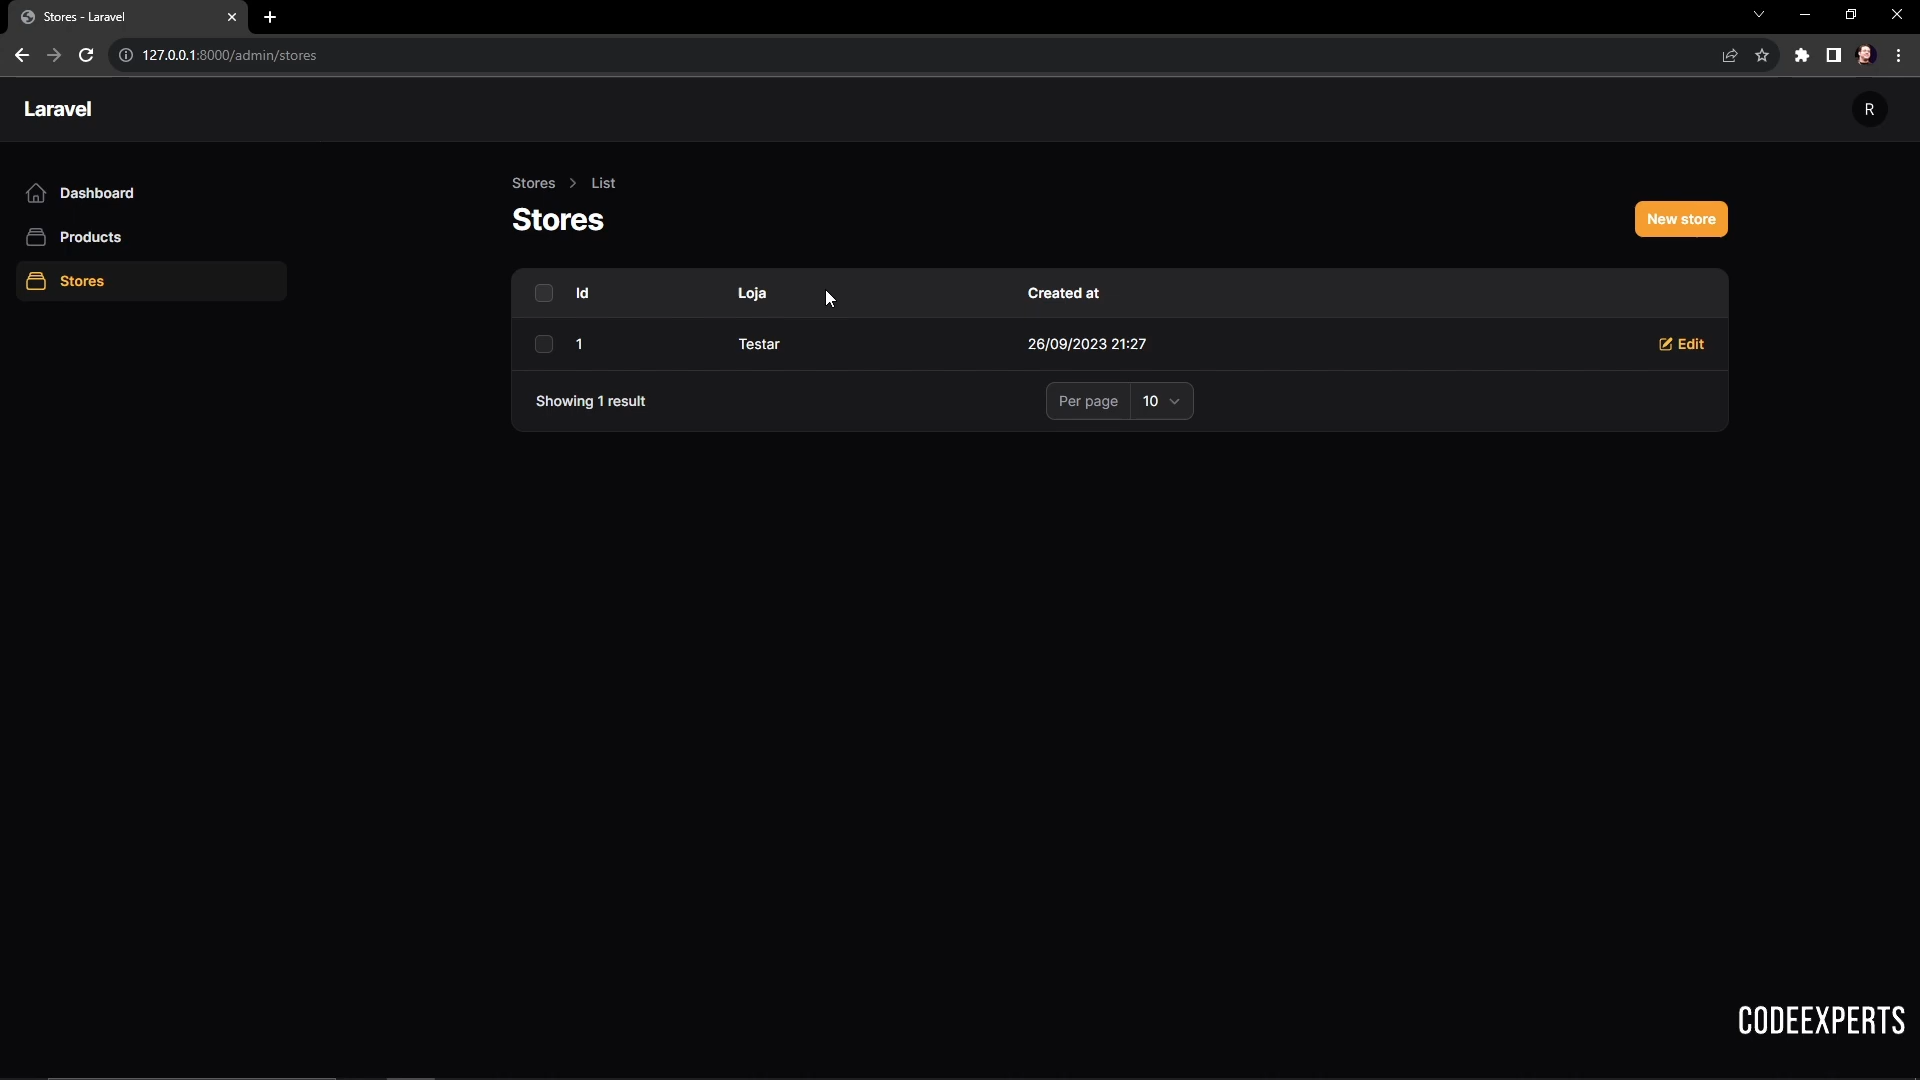 Stores - Laravel
127.0.0.1:8000/admin/stores
Laravel
R
Dashboard
Products
Stores
Stores > List
Stores
New store
Id Loja Created at
1 Testar 26/09/2023 21:27 Edit
Showing 1 result Per page 10
CODEEXPERTS